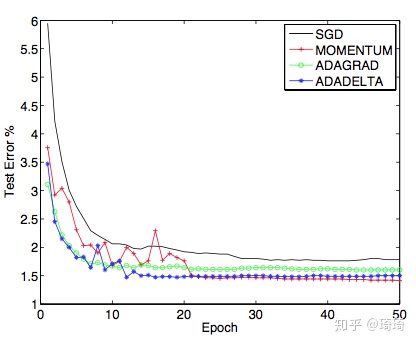 6
5.5
5
4.5
4
3.5
3
2.5
2
1.5
1
Test Error %
SGD
MOMENTUM
ADAGRAD
ADADELTA
0 10 20 30 40 50
Epoch
知乎 @琦琦